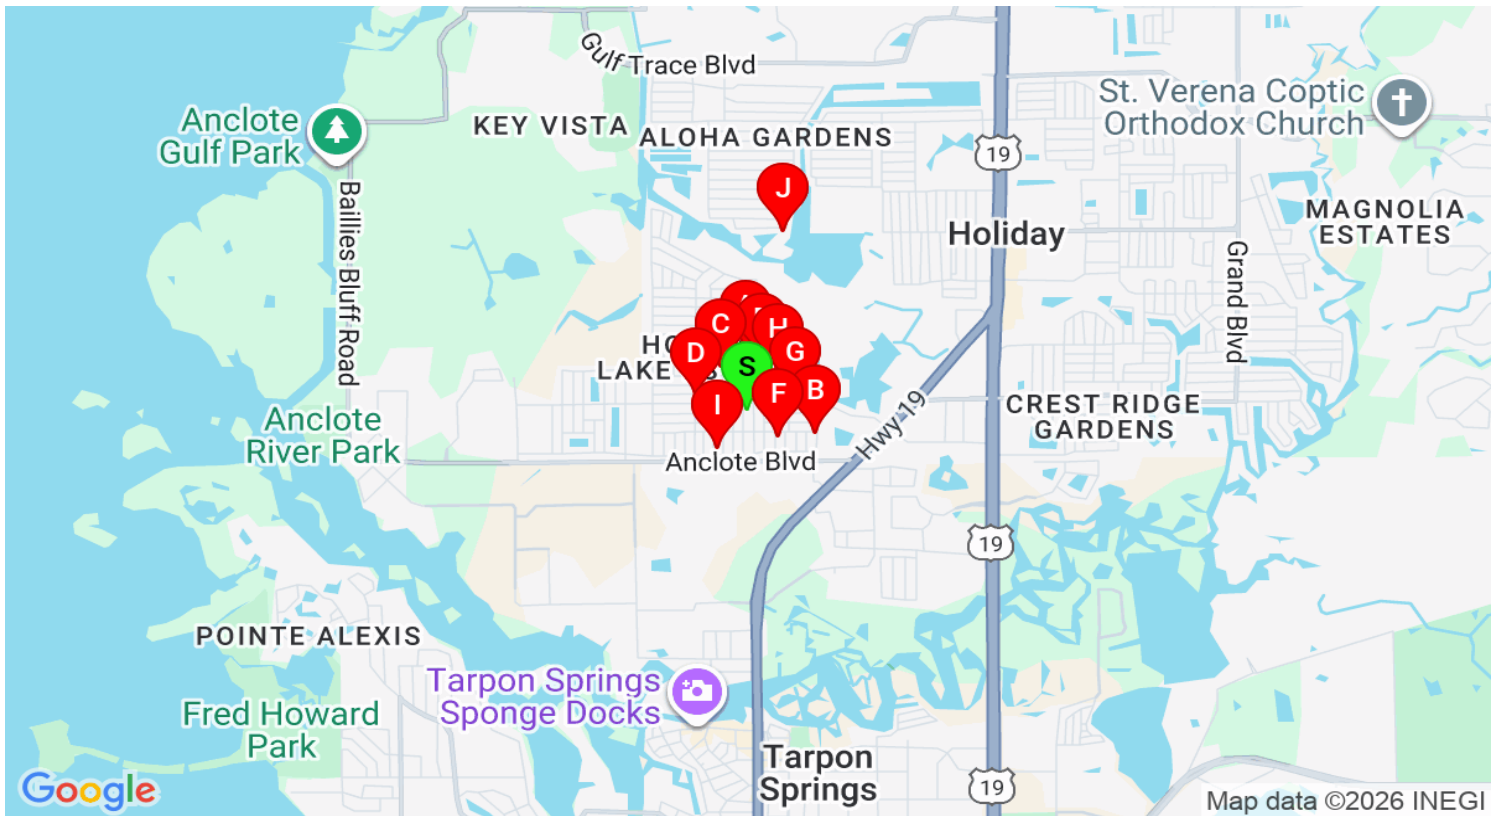 Gulf Trace Blvd
St. Verena Coptic
Orthodox Church
Anclote
Gulf Park
KEY VISTA
ALOHA GARDENS
19
J
Baillies Bluff Road
MAGNOLIA
ESTATES
Holiday
Grand Blvd
C
H
D
G
S
LAKE
I
F
B
Hwy 19
CREST RIDGE
GARDENS
Anclote
River Park
Anclote Blvd
19
POINTE ALEXIS
Tarpon Springs
Sponge Docks
Fred Howard
Park
Tarpon
Springs
19
Google
Map data ©2026 INEGI